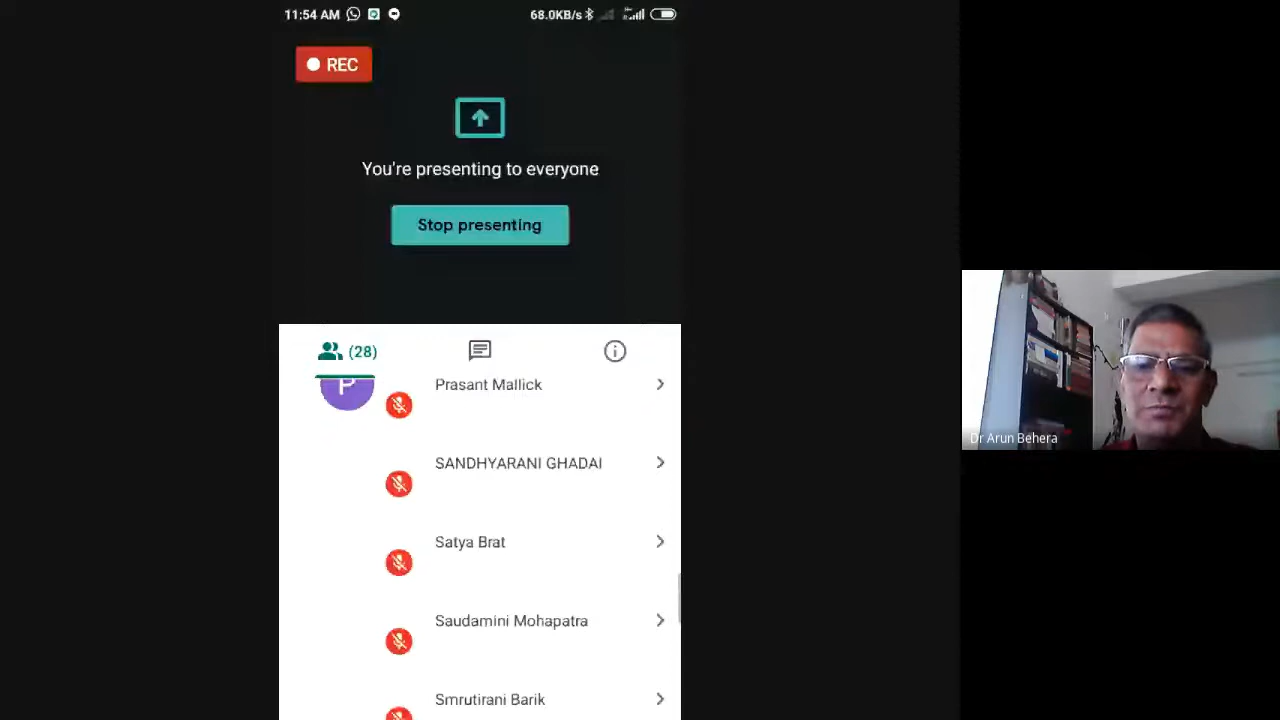 11:54 AM 68.0KB/s
REC
You're presenting to everyone
Stop presenting
(28)
P
Prasant Mallick
SANDHYARANI GHADAI
Satya Brat
Saudamini Mohapatra
Smrutirani Barik
Dr Arun Behera